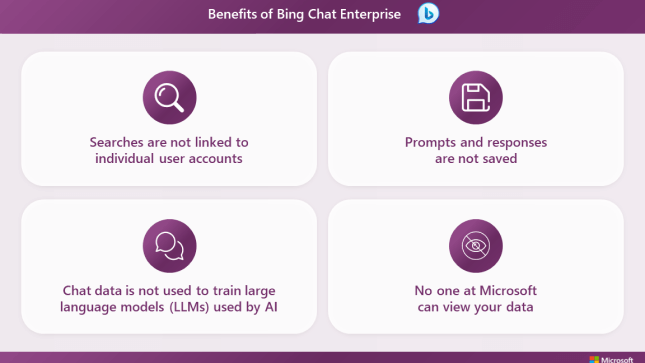 Benefits of Bing Chat Enterprise
Searches are not linked to
individual user accounts
Prompts and responses
are not saved
Chat data is not used to train large
language models (LLMs) used by AI
No one at Microsoft
can view your data
Microsoft